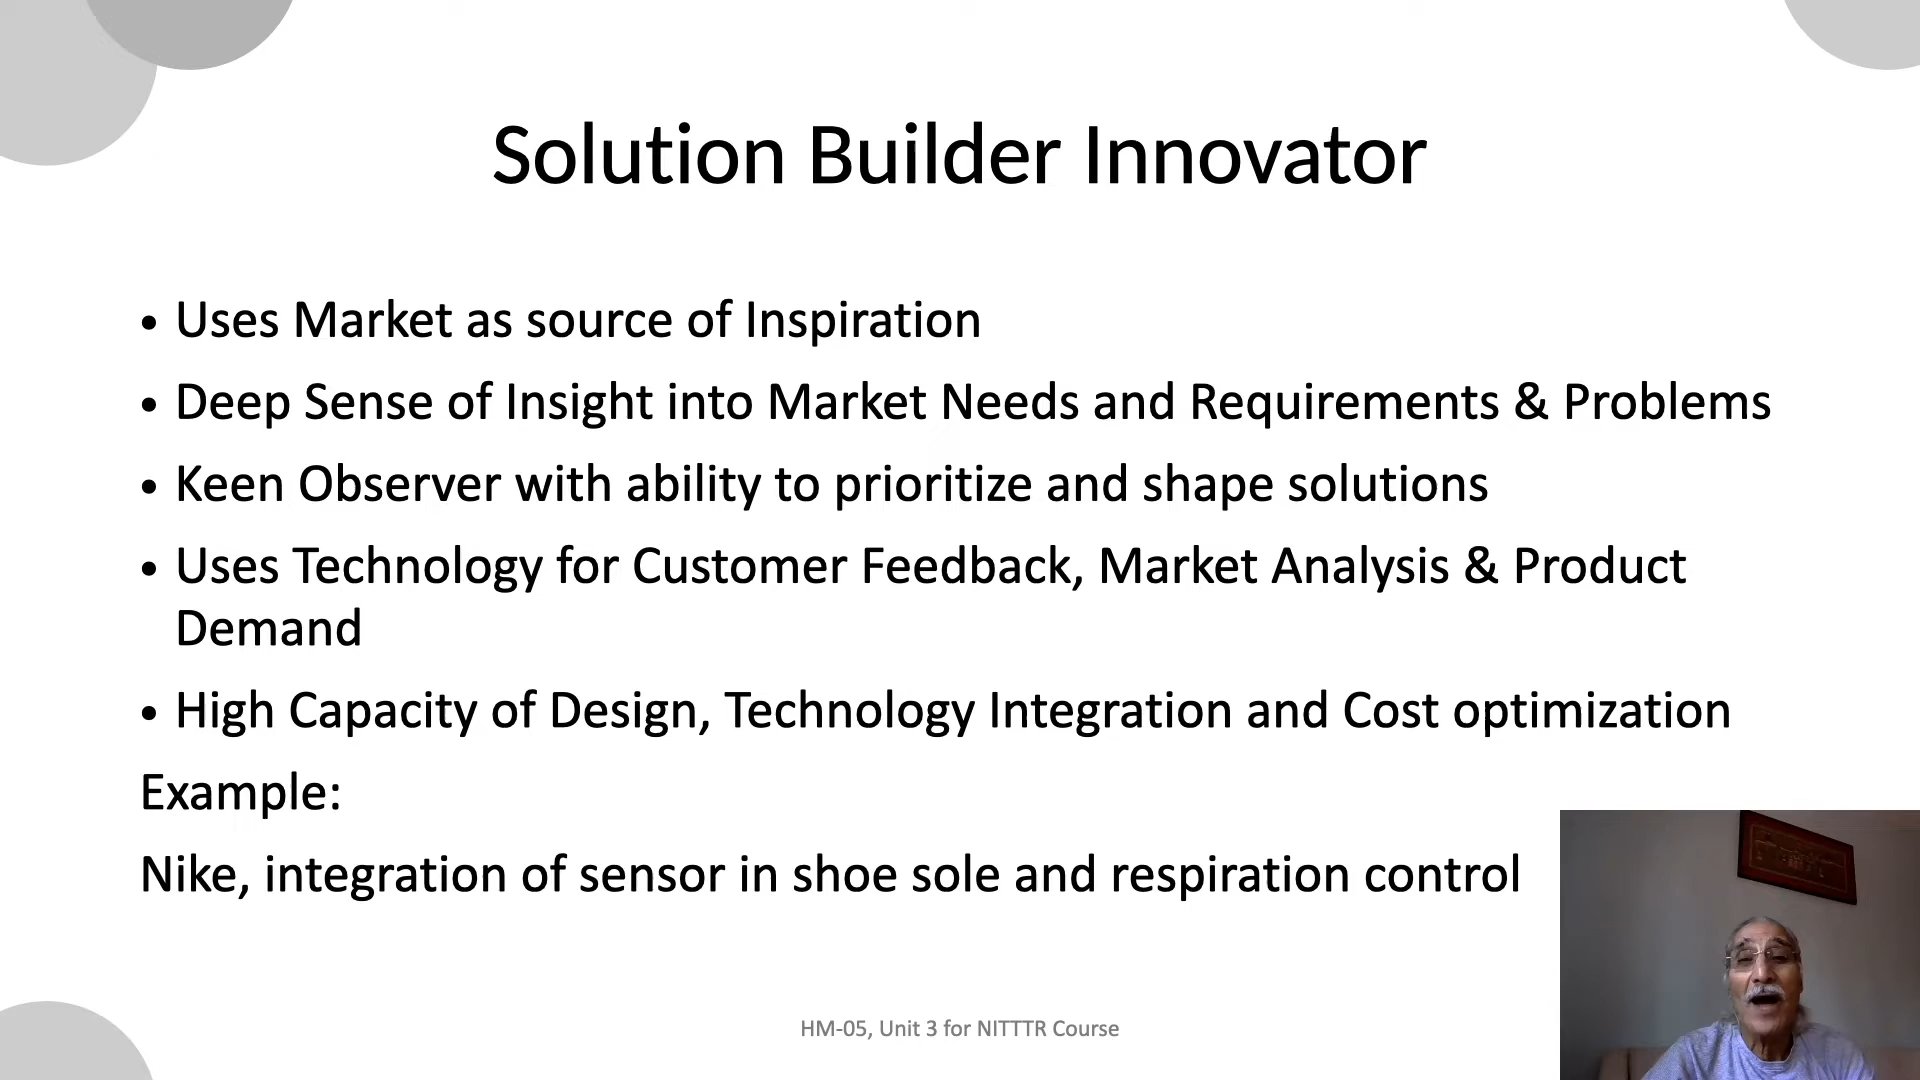 Solution Builder Innovator
• Uses Market as source of Inspiration
• Deep Sense of Insight into Market Needs and Requirements & Problems
• Keen Observer with ability to prioritize and shape solutions
• Uses Technology for Customer Feedback, Market Analysis & Product
Demand
• High Capacity of Design, Technology Integration and Cost optimization
Example:
Nike, integration of sensor in shoe sole and respiration control
HM-05, Unit 3 for NITTTR Course